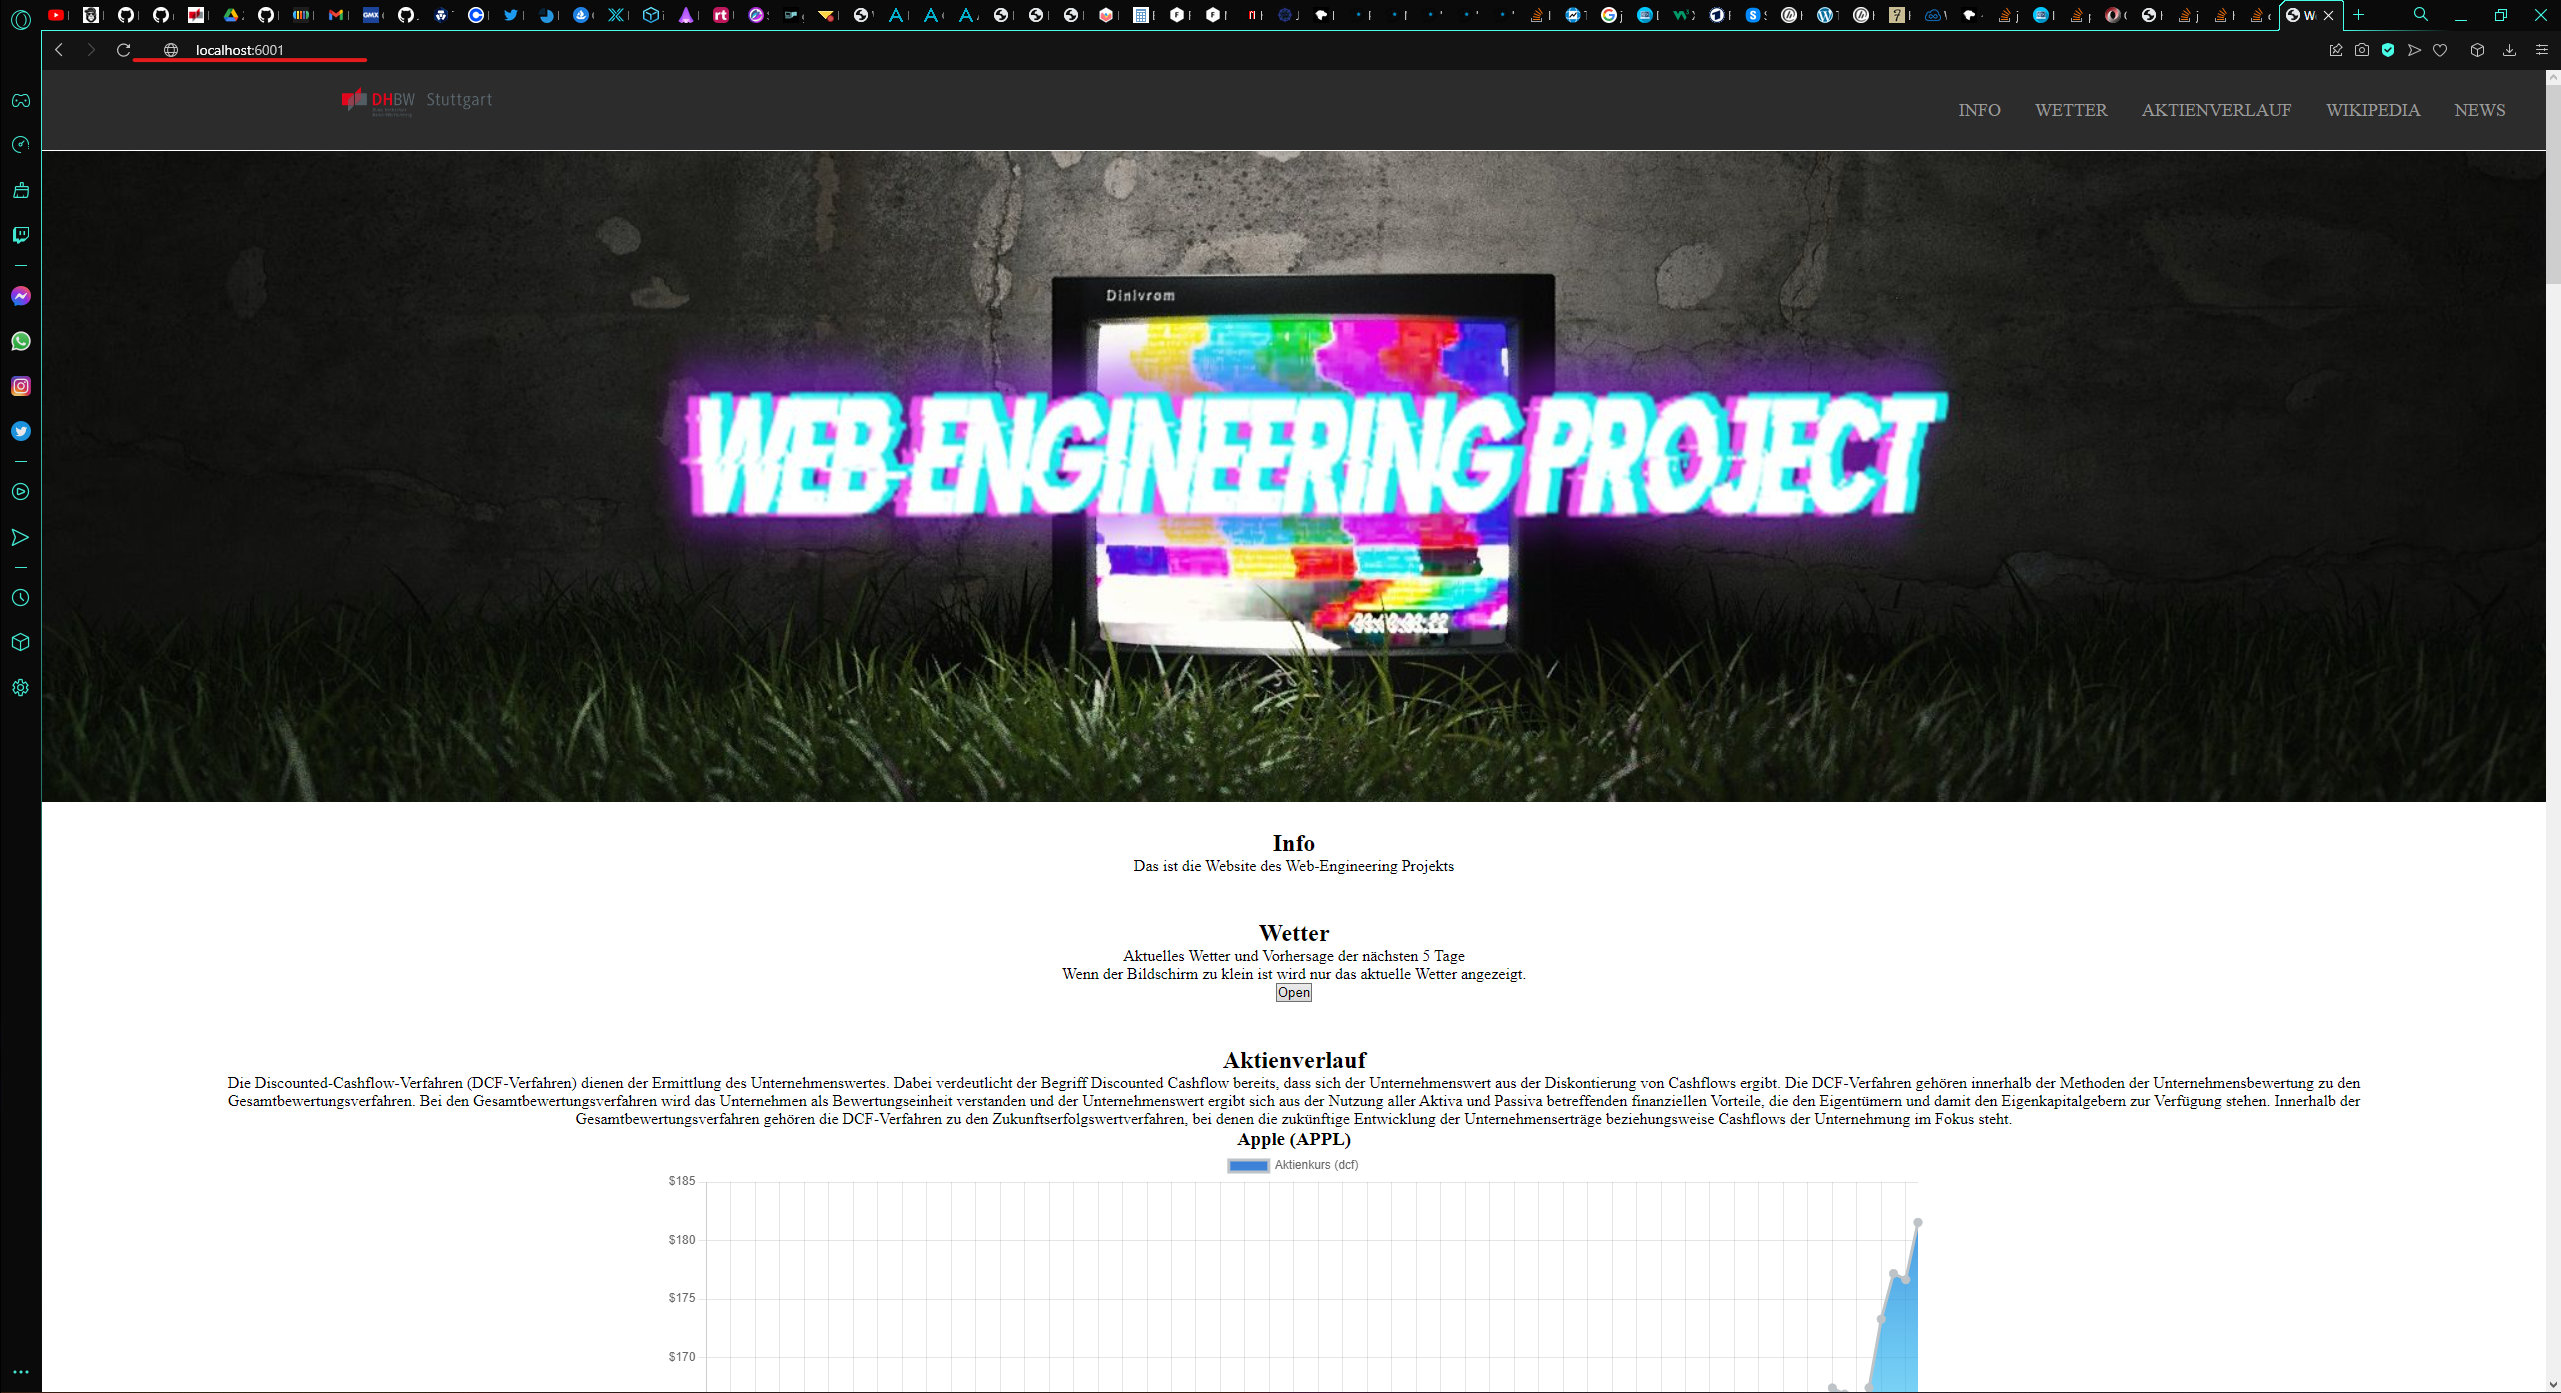 localhost:6001
DHBW Stuttgart
INFO WETTER AKTIENVERLAUF WIKIPEDIA NEWS
Dinivrom
WEB-ENGINEERING PROJECT
Info
Das ist die Website des Web-Engineering Projekts
Wetter
Aktuelles Wetter und Vorhersage der nächsten 5 Tage
Wenn der Bildschirm zu klein ist wird nur das aktuelle Wetter angezeigt.
Open
Aktienverlauf
Die Discounted-Cashflow-Verfahren (DCF-Verfahren) dienen der Ermittlung des Unternehmenswertes. Dabei verdeutlicht der Begriff Discounted Cashflow bereits, dass sich der Unternehmenswert aus der Diskontierung von Cashflows ergibt. Die DCF-Verfahren gehören innerhalb der Methoden der Unternehmensbewertung zu den
Gesamtbewertungsverfahren. Bei den Gesamtbewertungsverfahren wird das Unternehmen als Bewertungseinheit verstanden und der Unternehmenswert ergibt sich aus der Nutzung aller Aktiva und Passiva betreffenden finanziellen Vorteile, die den Eigentümern und damit den Eigenkapitalgebern zur Verfügung stehen. Innerhalb der
Gesamtbewertungsverfahren gehören die DCF-Verfahren zu den Zukunftserfolgswertverfahren, bei denen die zukünftige Entwicklung der Unternehmenserträge beziehungsweise Cashflows der Unternehmung im Fokus steht.
Apple (APPL)
Aktienkurs (dcf)
$185
$180
$175
$170